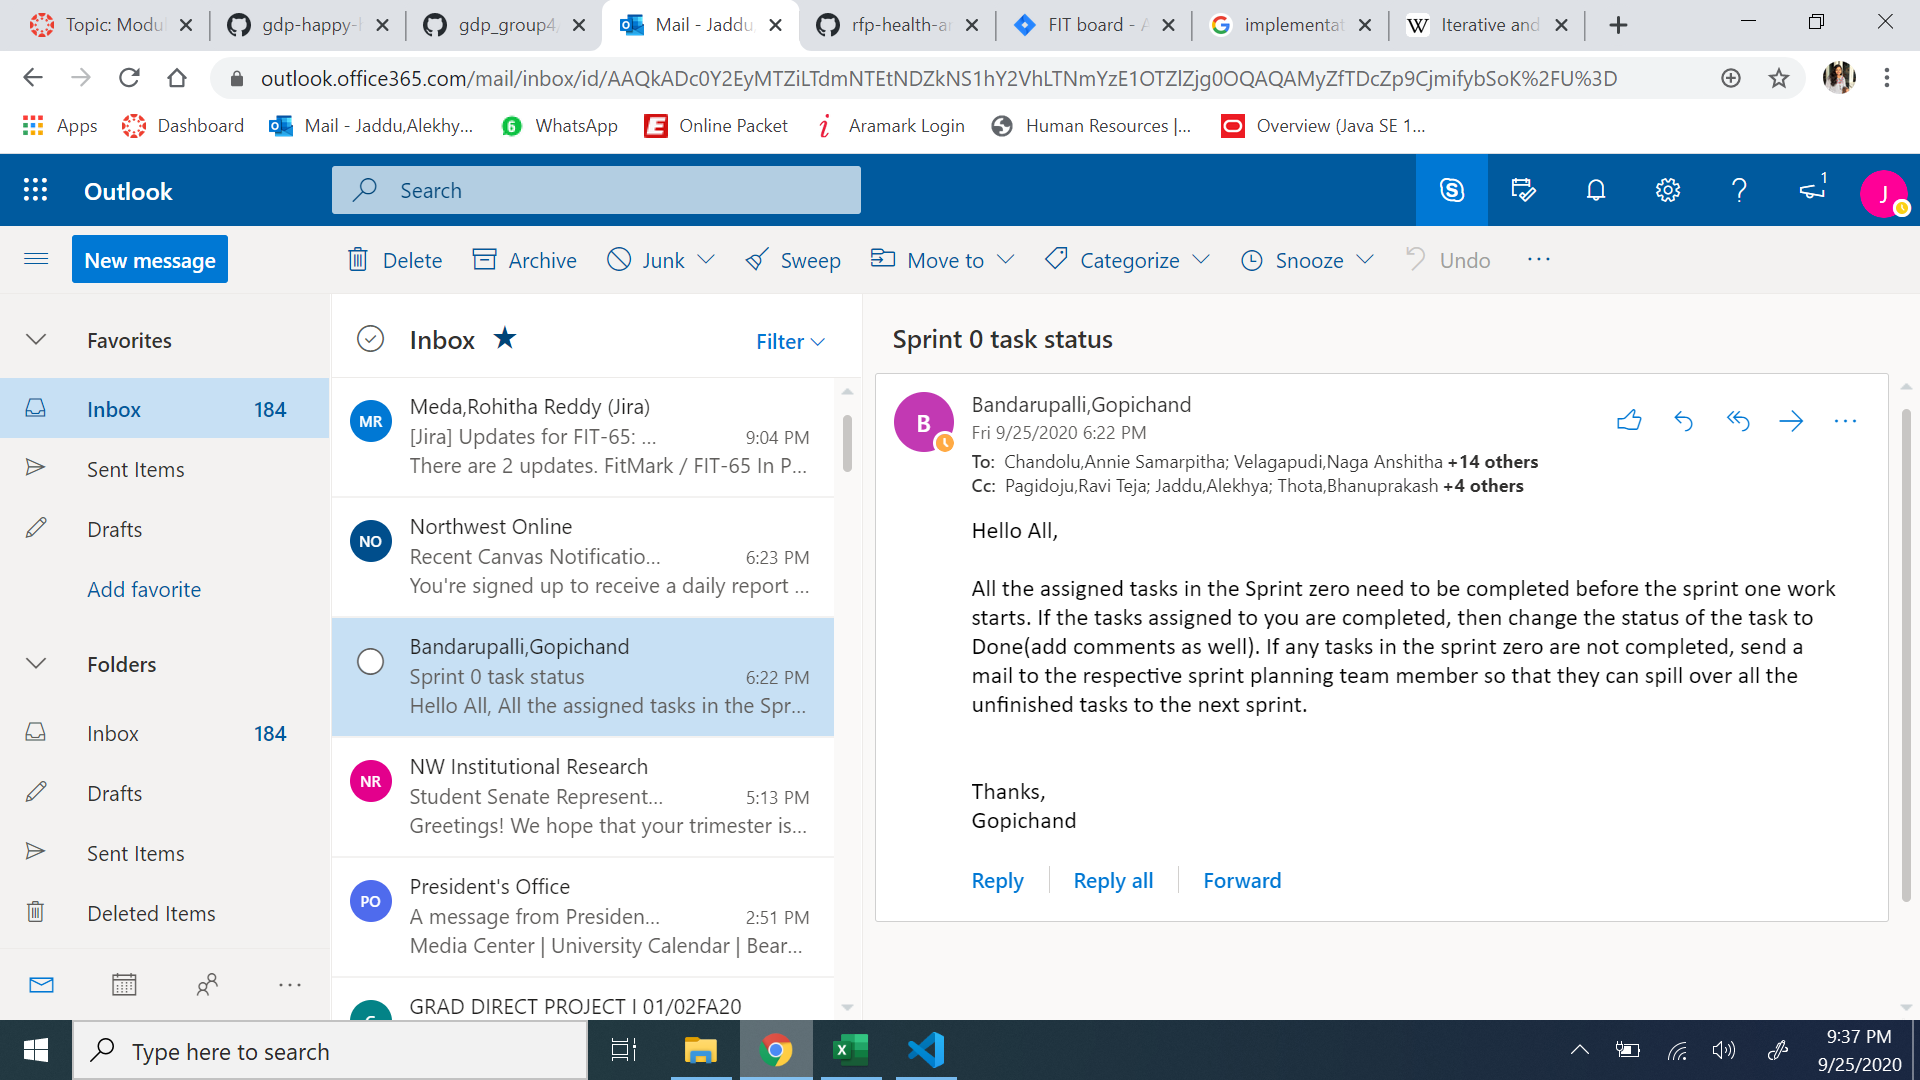 Topic: Modul
gdp-happy-h
gdp_group4/
Mail - Jaddu,
rfp-health-an
FIT board - A
implementat
Iterative and
outlook.office365.com/mail/inbox/id/AAQkADc0Y2EyMTZiLTdmNTEtNDZkNS1hY2VhLTNmYzE1OTZlZjg0OQAQAMyZfTDcZp9CjmifybSoK%2FU%3D
Apps
Dashboard
Mail - Jaddu,Alekhy...
6
WhatsApp
Online Packet
Aramark Login
Human Resources |...
Overview (Java SE 1...
Outlook
Search
1
J
New message
Delete
Archive
Junk
Sweep
Move to
Categorize
Snooze
Undo
Favorites
Inbox 184
Sent Items
Drafts
Add favorite
Folders
Inbox 184
Drafts
Sent Items
Deleted Items
Inbox
Filter
MR
Meda,Rohitha Reddy (Jira)
[Jira] Updates for FIT-65: ... 9:04 PM
There are 2 updates. FitMark / FIT-65 In P...
NO
Northwest Online
Recent Canvas Notificatio... 6:23 PM
You're signed up to receive a daily report ...
Bandarupalli,Gopichand
Sprint 0 task status 6:22 PM
Hello All, All the assigned tasks in the Spr...
NR
NW Institutional Research
Student Senate Represent... 5:13 PM
Greetings! We hope that your trimester is...
PO
President's Office
A message from Presiden... 2:51 PM
Media Center | University Calendar | Bear...
GRAD DIRECT PROJECT I 01/02FA20
Sprint 0 task status
B
Bandarupalli,Gopichand
Fri 9/25/2020 6:22 PM
To: Chandolu,Annie Samarpitha; Velagapudi,Naga Anshitha +14 others
Cc: Pagidoju,Ravi Teja; Jaddu,Alekhya; Thota,Bhanuprakash +4 others
Hello All,
All the assigned tasks in the Sprint zero need to be completed before the sprint one work
starts. If the tasks assigned to you are completed, then change the status of the task to
Done(add comments as well). If any tasks in the sprint zero are not completed, send a
mail to the respective sprint planning team member so that they can spill over all the
unfinished tasks to the next sprint.
Thanks,
Gopichand
Reply
Reply all
Forward
Type here to search
9:37 PM
9/25/2020